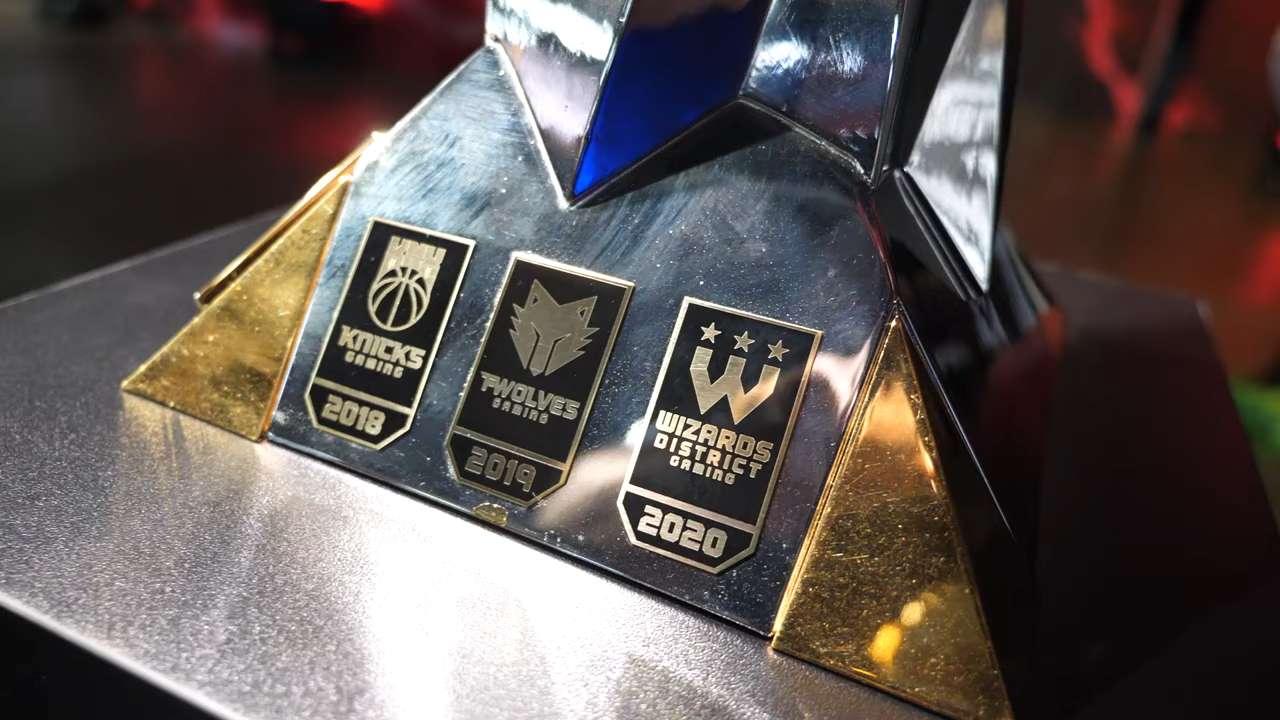 KNICKS
GAMING
2018
TWOLVES
GAMING
2019
W
WIZARDS
DISTRICT
GAMING
2020